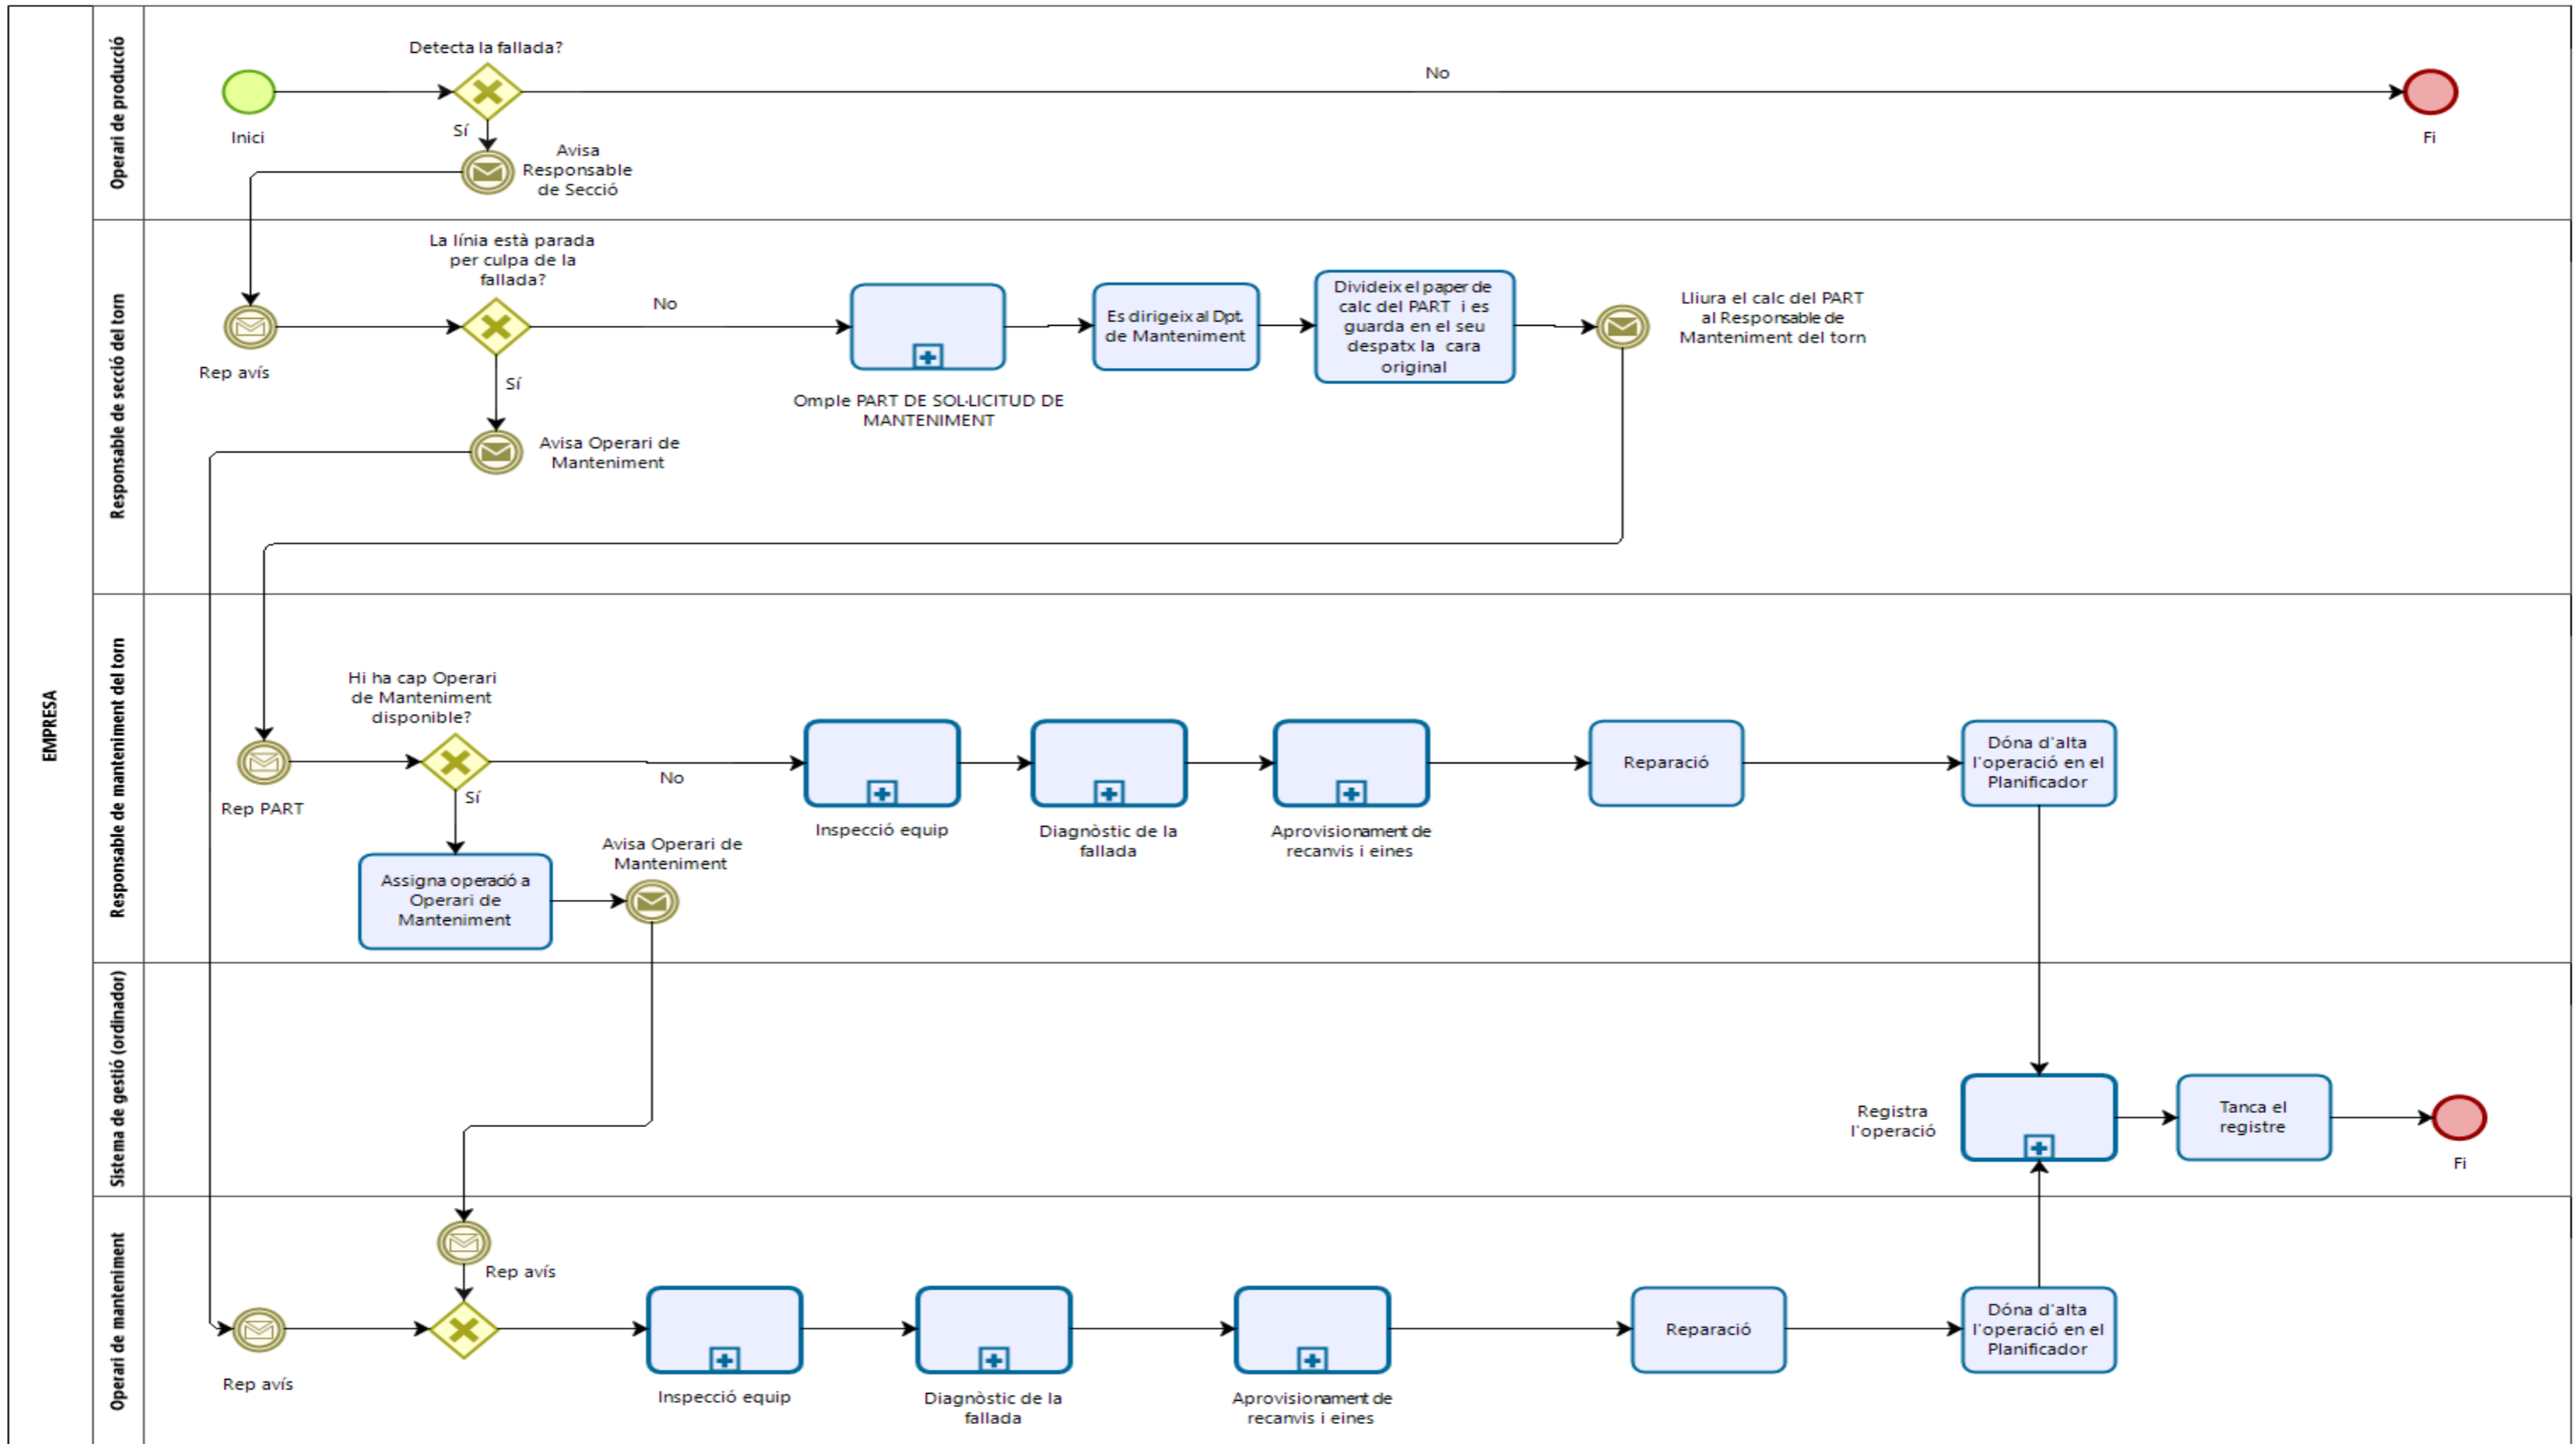 EMPRESA
Operari de producció
Detecta la fallada?
No
Inici
Sí
Avisa
Responsable
de Secció
Fi
Responsable de secció del torn
La línia està parada
per culpa de la
fallada?
Rep avís
No
Sí
Avisa Operari de
Manteniment
Omple PART DE SOL·LICITUD DE
MANTENIMENT
Es dirigeix al Dpt.
de Manteniment
Divideix el paper de
calc del PART i es
guarda en el seu
despatx la cara
original
Lliura el calc del PART
al Responsable de
Manteniment del torn
Responsable de manteniment del torn
Hi ha cap Operari
de Manteniment
disponible?
Rep PART
No
Sí
Assigna operació a
Operari de
Manteniment
Avisa Operari de
Manteniment
Inspecció equip
Diagnòstic de la
fallada
Aprovisionament de
recanvis i eines
Reparació
Dóna d'alta
l'operació en el
Planificador
Sistema de gestió (ordinador)
Registra
l'operació
Tanca el
registre
Fi
Operari de manteniment
Rep avís
Rep avís
Inspecció equip
Diagnòstic de la
fallada
Aprovisionament de
recanvis i eines
Reparació
Dóna d'alta
l'operació en el
Planificador